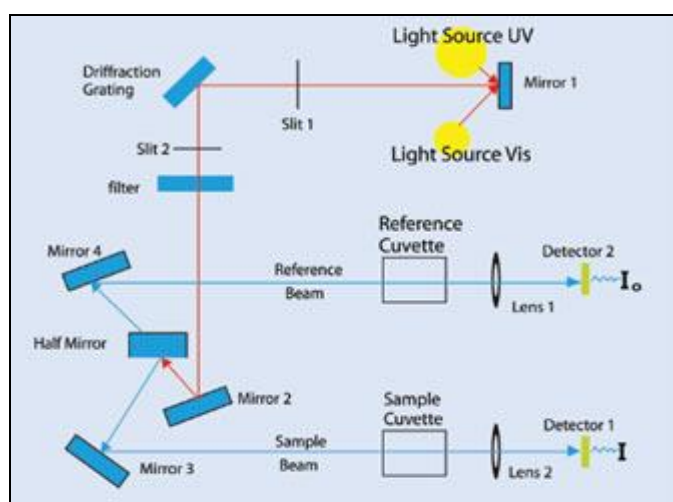 Light Source UV
Diffraction
Grating
Mirror 1
Slit 1
Light Source Vis
Slit 2
filter
Mirror 4
Reference
Cuvette
Detector 2
Reference
Beam
I₀
Lens 1
Half Mirror
Mirror 2
Sample
Cuvette
Detector 1
Mirror 3
Sample
Beam
I
Lens 2